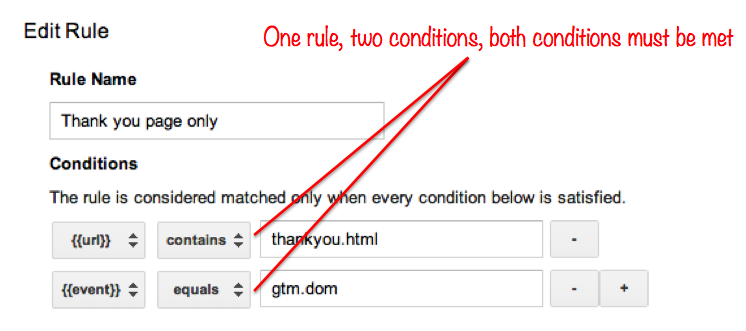 Edit Rule
One rule, two conditions, both conditions must be met
Rule Name
Thank you page only
Conditions
The rule is considered matched only when every condition below is satisfied.
{{url}} contains thankyou.html -
{{event}} equals gtm.dom - +